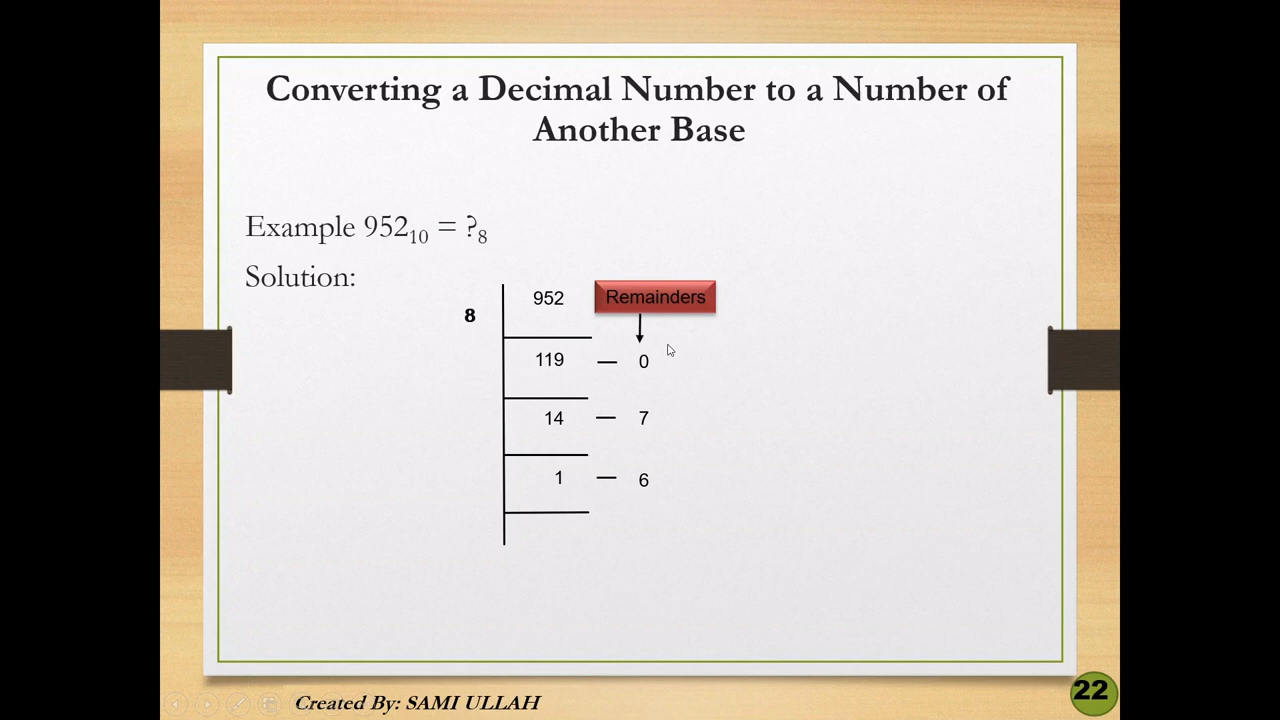 Converting a Decimal Number to a Number of
Another Base
Example 952₁₀ = ?₈
Solution:
8
952
Remainders
119 — 0
14 — 7
1 — 6
Created By: SAMI ULLAH
22